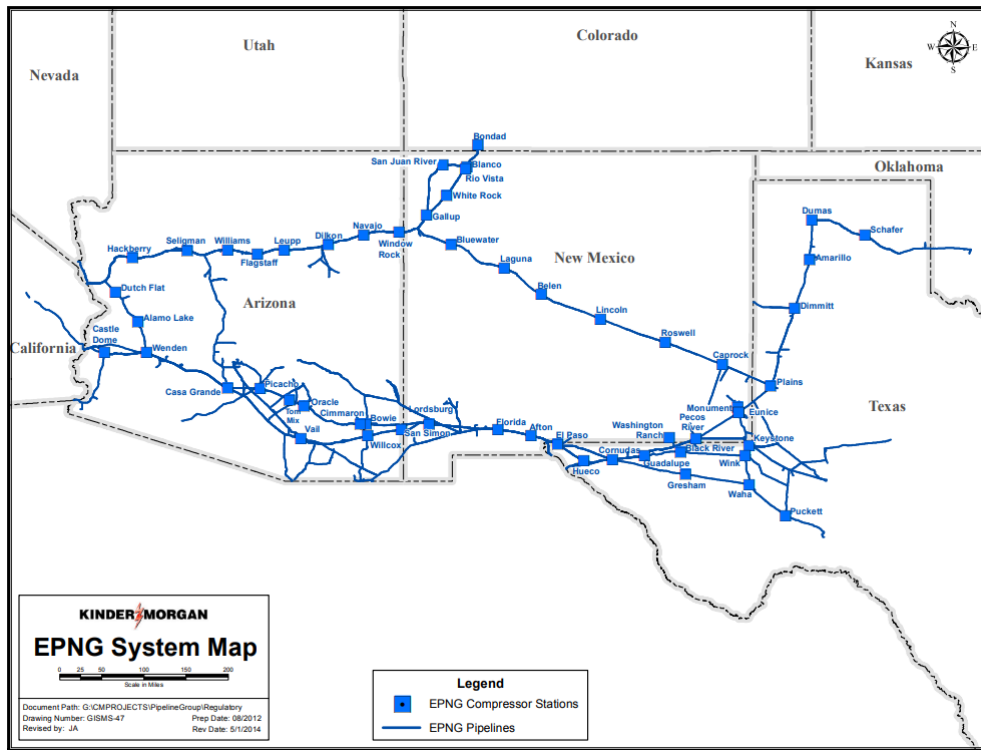 Utah
Colorado
Nevada
Kansas
N
W
E
S
Bondad
San Juan River
Blanco
Rio Vista
Oklahoma
White Rock
Dumas
Gallup
Schafer
Navajo
Seligman
Williams
Leupp
Dilkon
Hackberry
Flagstaff
Window
Rock
Bluewater
Laguna
New Mexico
Amarillo
Dutch Flat
Arizona
Belen
Dimmitt
Alamo Lake
Lincoln
Castle
Dome
California
Wenden
Roswell
Caprock
Casa Grande
Picacho
Plains
Oracle
Tom
Mix
Cimmaron
Bowie
Lordsburg
Monument
Eunice
Texas
Pecos
River
Washington
Ranch
Vail
Willcox
San Simon
Florida
Afton
El Paso
Keystone
Cornudas
Black River
Guadalupe
Wink
Hueco
Gresham
Waha
Puckett
KINDER MORGAN
EPNG System Map
0 25 50 100 150 200
Scale in Miles
Document Path: G:\CMPROJECTS\PipelineGroup\Regulatory
Drawing Number: GISMS-47 Prep Date: 08/2012
Revised by: JA Rev Date: 5/1/2014
Legend
EPNG Compressor Stations
EPNG Pipelines